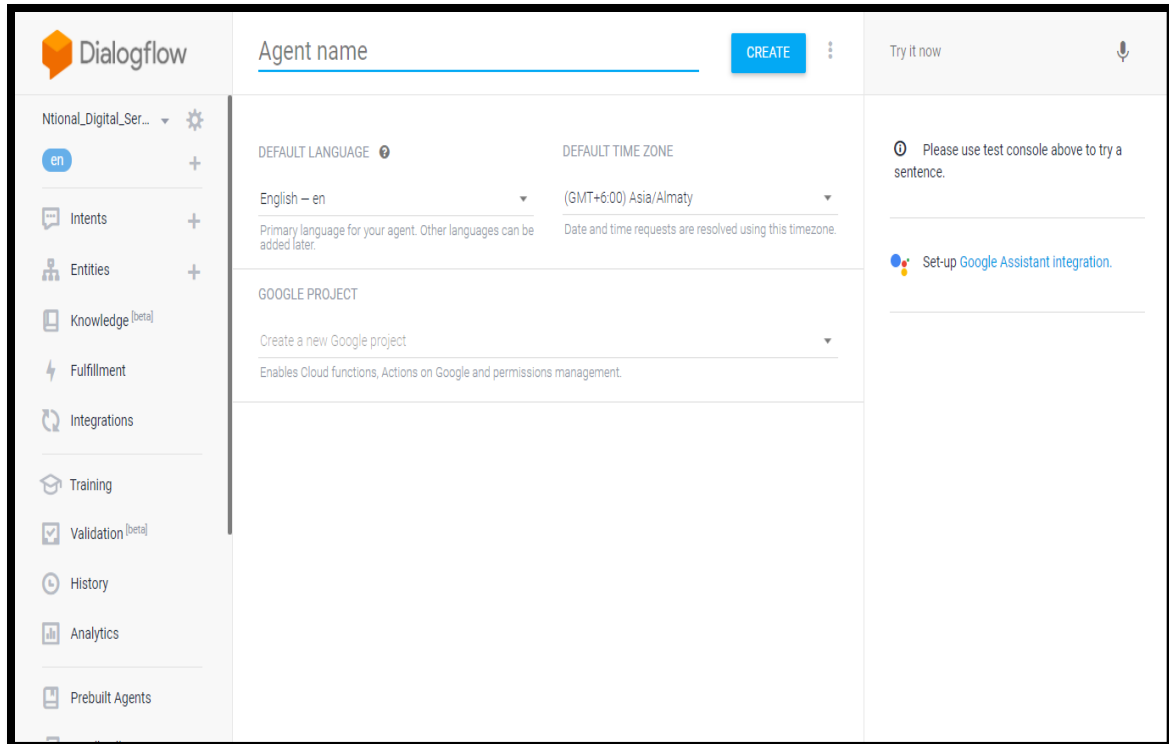 Dialogflow
Ntional_Digital_Ser...
en
Intents
Entities
Knowledge [beta]
Fulfillment
Integrations
Training
Validation [beta]
History
Analytics
Prebuilt Agents
Agent name
CREATE
DEFAULT LANGUAGE
DEFAULT TIME ZONE
English – en
(GMT+6:00) Asia/Almaty
Primary language for your agent. Other languages can be
added later.
Date and time requests are resolved using this timezone.
GOOGLE PROJECT
Create a new Google project
Enables Cloud functions, Actions on Google and permissions management.
Try it now
Please use test console above to try a
sentence.
Set-up Google Assistant integration.